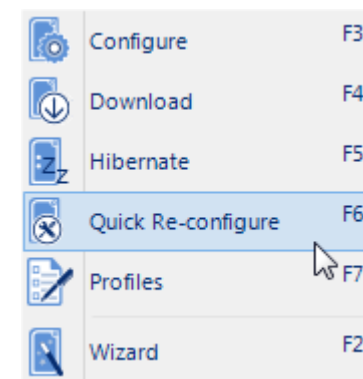 Configure F3
Download F4
Hibernate F5
Quick Re-configure F6
Profiles F7
Wizard F2